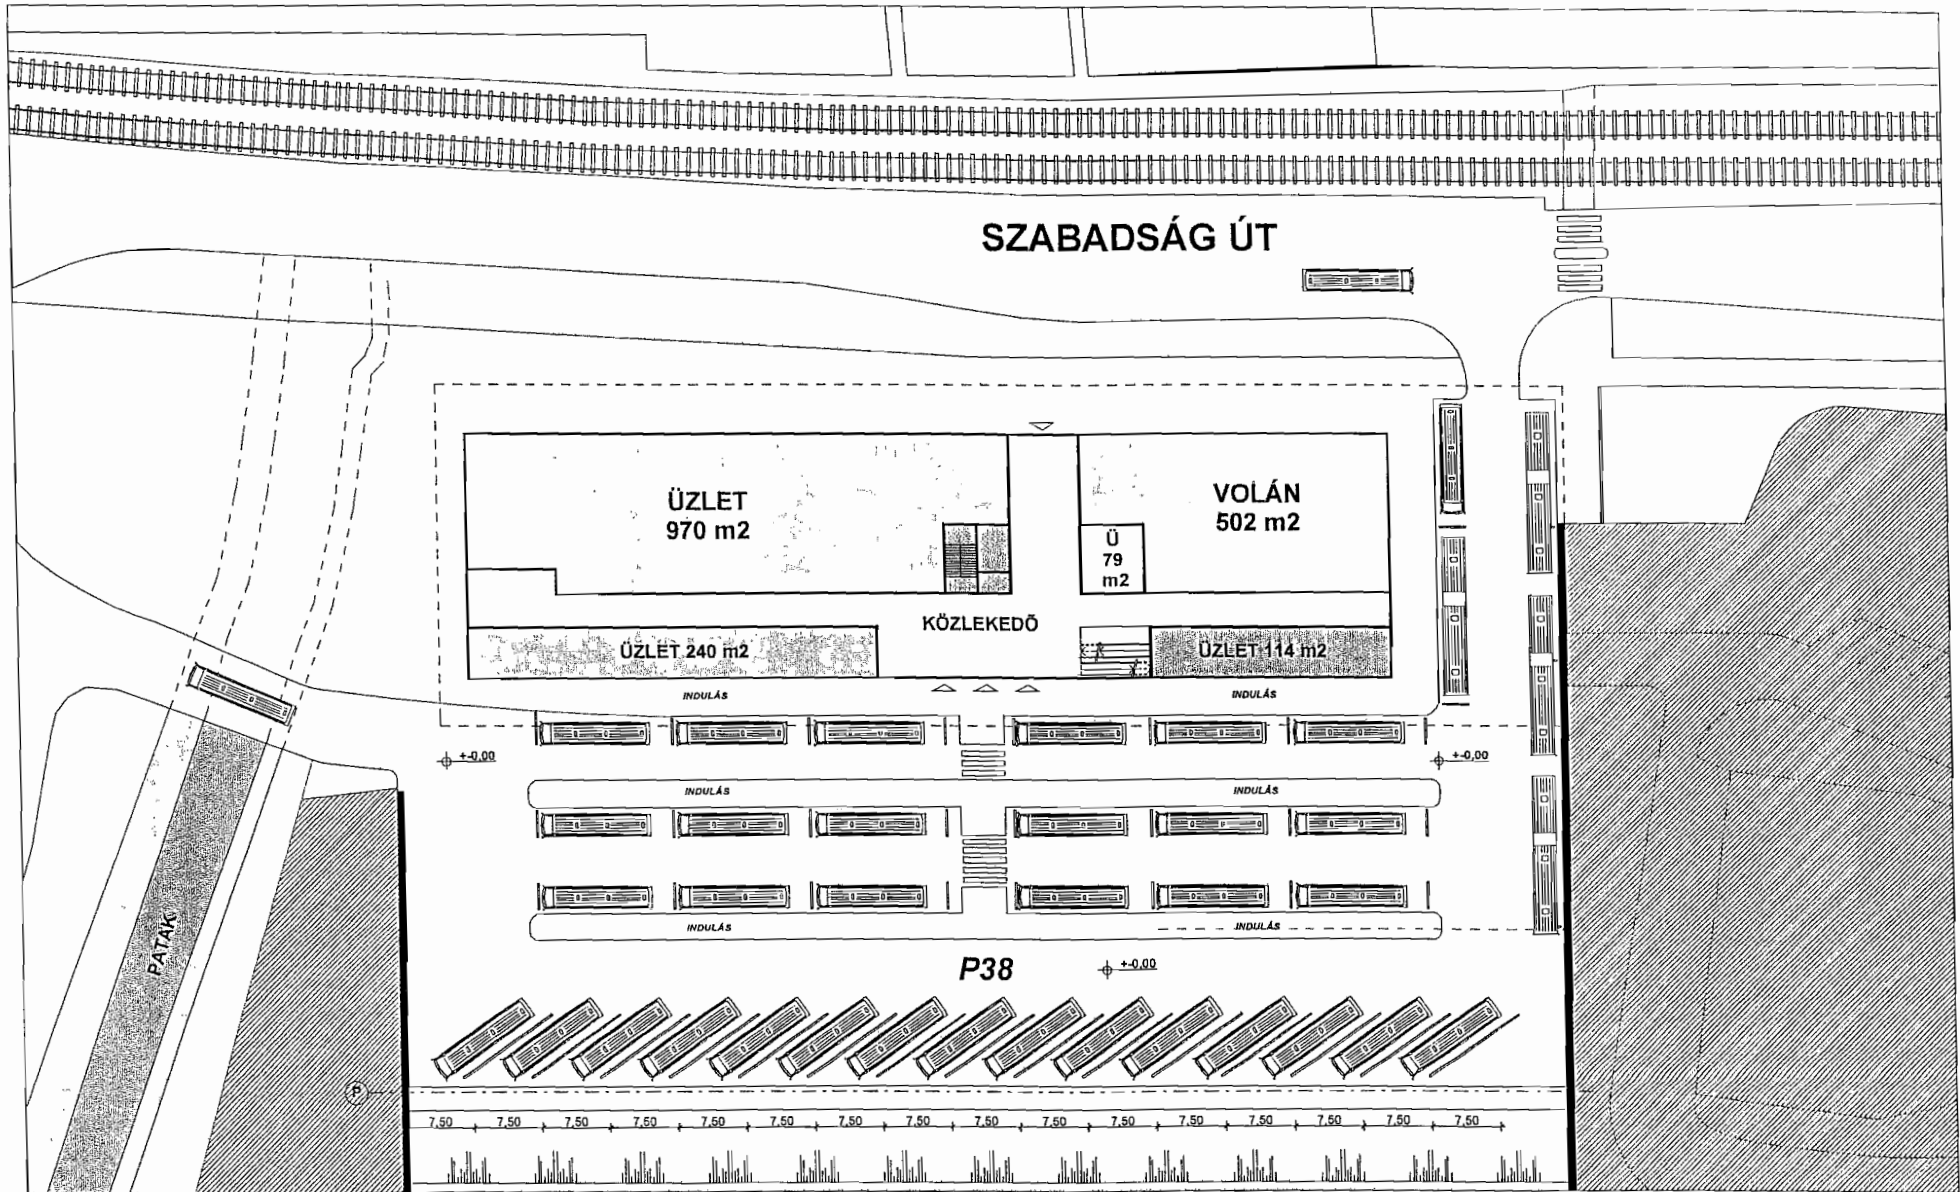 SZABADSÁG ÚT
ÜZLET
970 m2
VOLÁN
502 m2
Ü
79
m2
KÖZLEKEDŐ
ÜZLET 240 m2
ÜZLET 114 m2
INDULÁS
INDULÁS
+-0,00
+-0,00
INDULÁS
INDULÁS
INDULÁS
INDULÁS
PATAK
P38
+-0,00
P
7,50 7,50 7,50 7,50 7,50 7,50 7,50 7,50 7,50 7,50 7,50 7,50 7,50 7,50 7,50 7,50